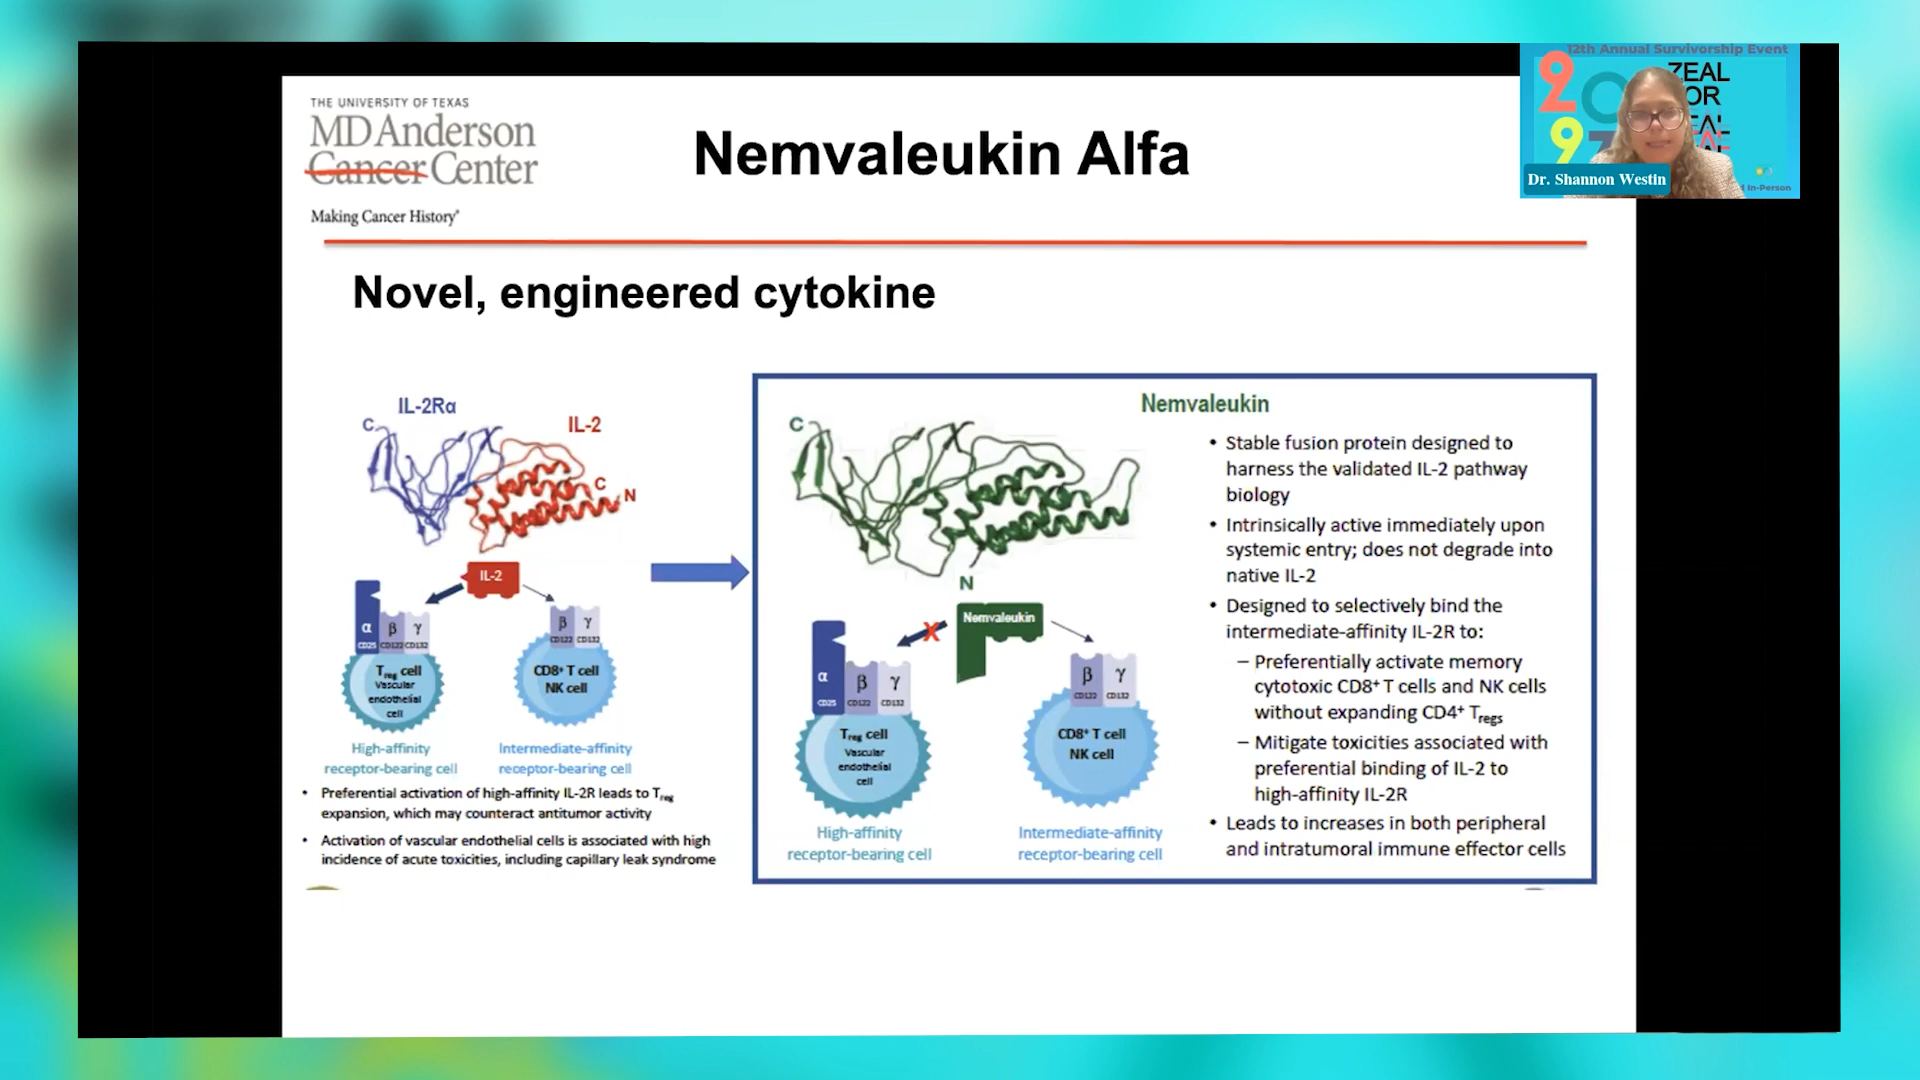 THE UNIVERSITY OF TEXAS
MD Anderson
Cancer Center
Making Cancer History®
Nemvaleukin Alfa
12th Annual Survivorship Event
ZEAL
Dr. Shannon Westin
In-Person
Novel, engineered cytokine
IL-2Rα
C
IL-2
C
N
IL-2
α
CD25
β
CD122
γ
CD132
Treg cell
Vascular
endothelial
cell
High-affinity
receptor-bearing cell
β
CD122
γ
CD132
CD8+ T cell
NK cell
Intermediate-affinity
receptor-bearing cell
• Preferential activation of high-affinity IL-2R leads to Treg
expansion, which may counteract antitumor activity
• Activation of vascular endothelial cells is associated with high
incidence of acute toxicities, including capillary leak syndrome
Nemvaleukin
C
N
Nemvaleukin
X
α
CD25
β
CD122
γ
CD132
Treg cell
Vascular
endothelial
cell
High-affinity
receptor-bearing cell
β
CD122
γ
CD132
CD8+ T cell
NK cell
Intermediate-affinity
receptor-bearing cell
• Stable fusion protein designed to
harness the validated IL-2 pathway
biology
• Intrinsically active immediately upon
systemic entry; does not degrade into
native IL-2
• Designed to selectively bind the
intermediate-affinity IL-2R to:
– Preferentially activate memory
cytotoxic CD8+ T cells and NK cells
without expanding CD4+ Tregs
– Mitigate toxicities associated with
preferential binding of IL-2 to
high-affinity IL-2R
• Leads to increases in both peripheral
and intratumoral immune effector cells